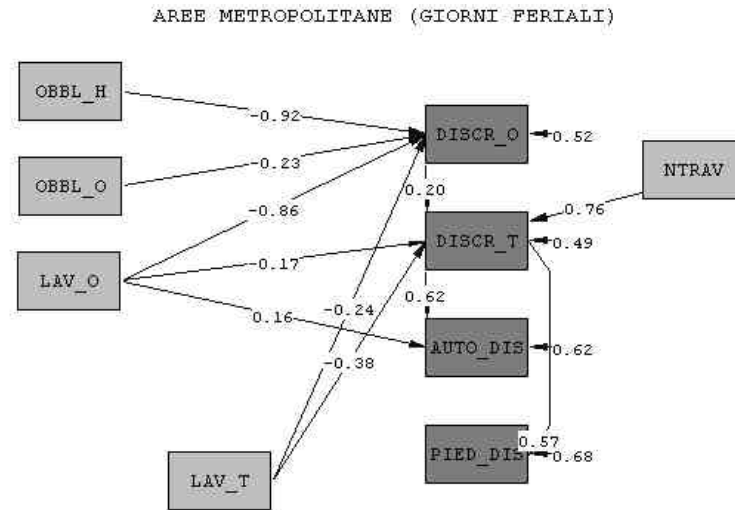 AREE METROPOLITANE (GIORNI FERIALI)
OBBL_H
-0.92
DISCR_O
0.52
OBBL_O
-0.23
NTRAV
0.20
0.76
-0.86
DISCR_T
0.49
LAV_O
-0.17
0.62
-0.24
0.16
AUTO_DIS
0.62
-0.38
0.57
PIED_DIS
0.68
LAV_T